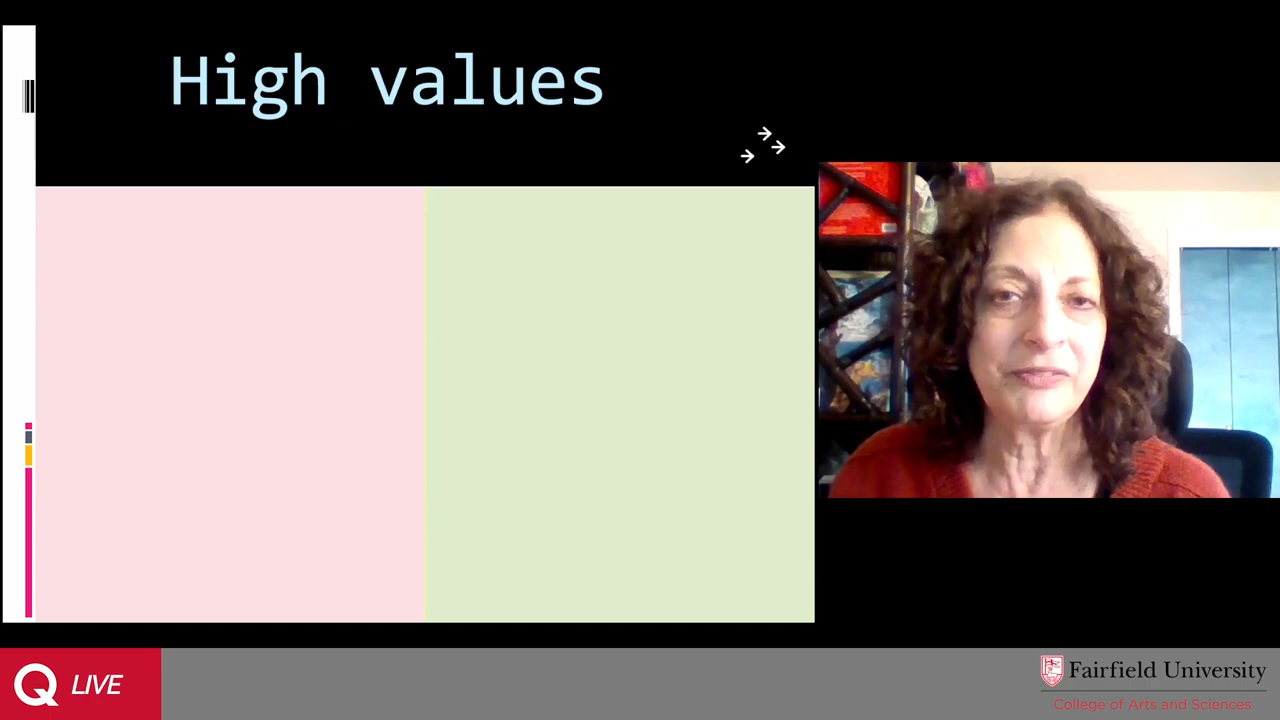 High values
Q LIVE
Fairfield University
College of Arts and Sciences